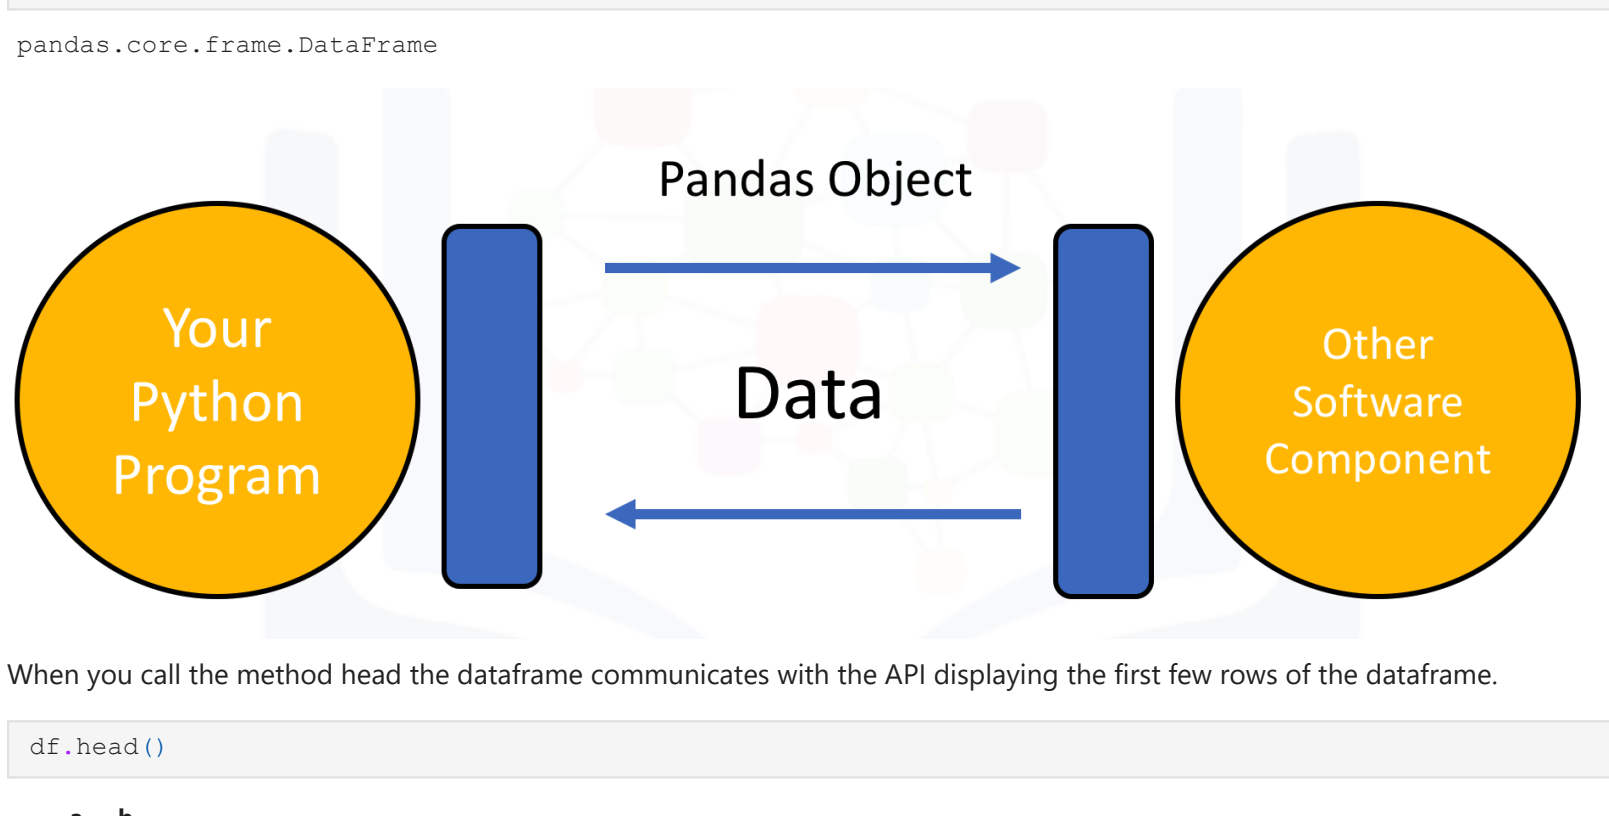 pandas.core.frame.DataFrame
Pandas Object
Your
Python
Program
Data
Other
Software
Component
When you call the method head the dataframe communicates with the API displaying the first few rows of the dataframe.
df.head()
a b